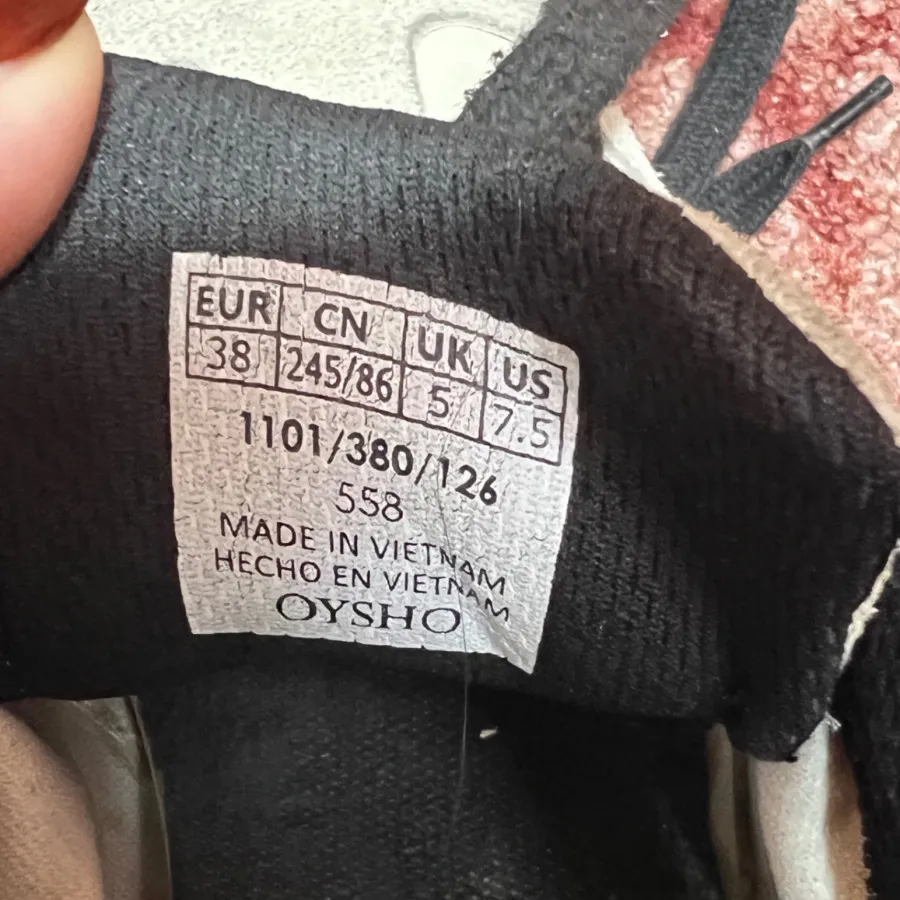 EUR CN UK US
38 245/86 5 7.5
1101/380/126
558
MADE IN VIETNAM
HECHO EN VIETNAM
OYSHO